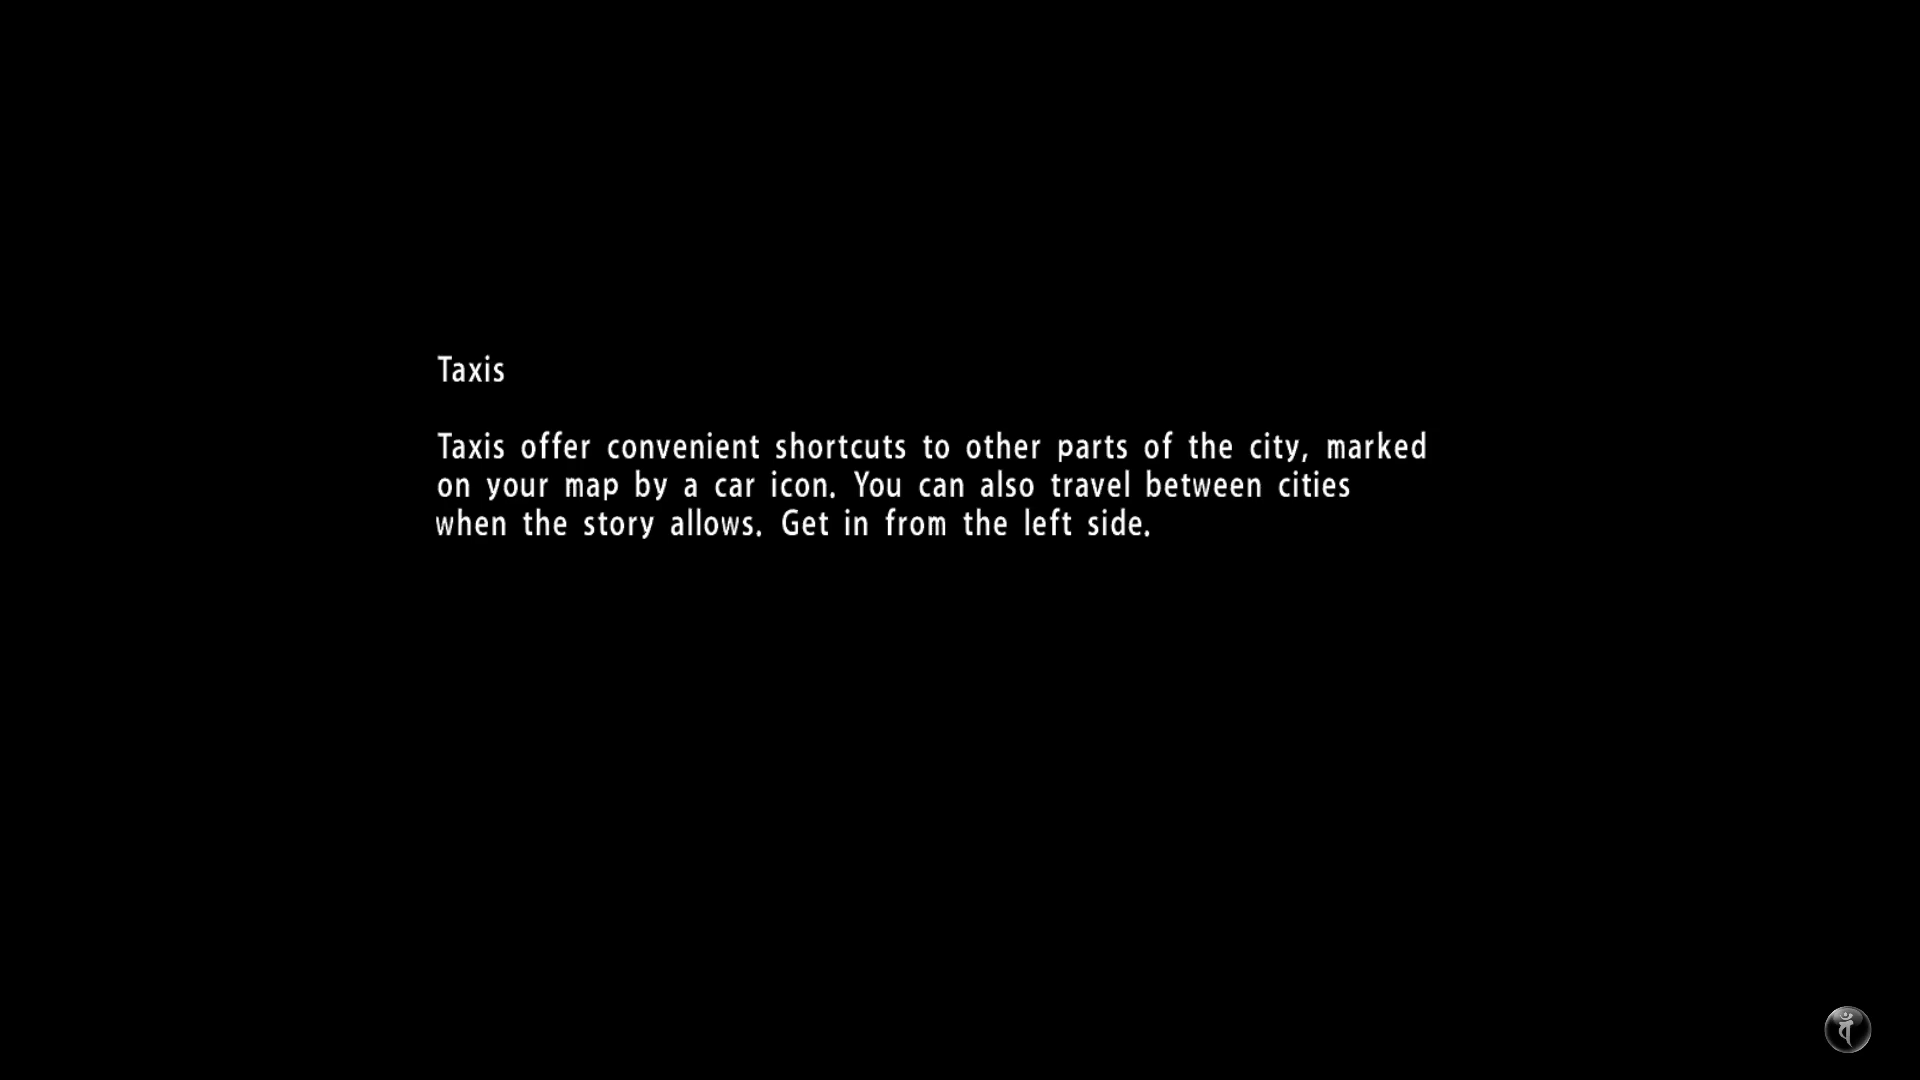 Taxis
Taxis offer convenient shortcuts to other parts of the city, marked
on your map by a car icon. You can also travel between cities
when the story allows. Get in from the left side.